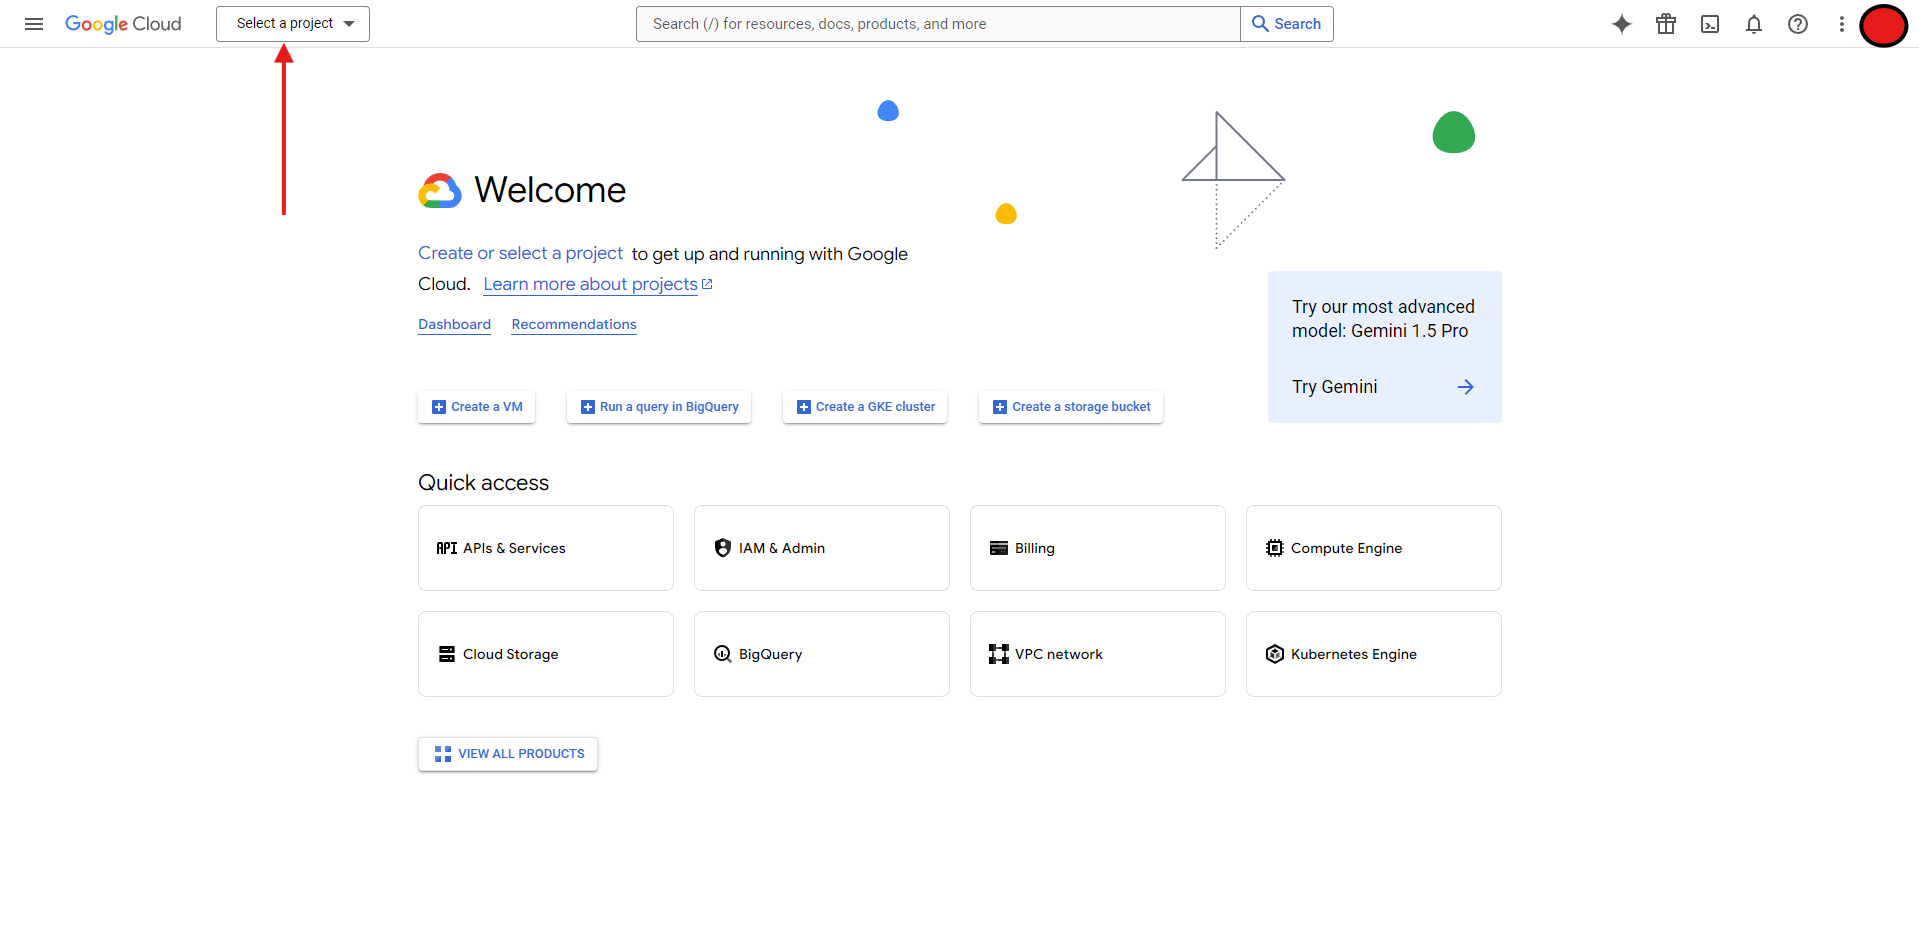 Google Cloud
Select a project
Search (/) for resources, docs, products, and more
Search
Welcome
Create or select a project to get up and running with Google
Cloud. Learn more about projects
Dashboard Recommendations
Try our most advanced
model: Gemini 1.5 Pro
Try Gemini
Create a VM
Run a query in BigQuery
Create a GKE cluster
Create a storage bucket
Quick access
API APIs & Services
IAM & Admin
Billing
Compute Engine
Cloud Storage
BigQuery
VPC network
Kubernetes Engine
VIEW ALL PRODUCTS